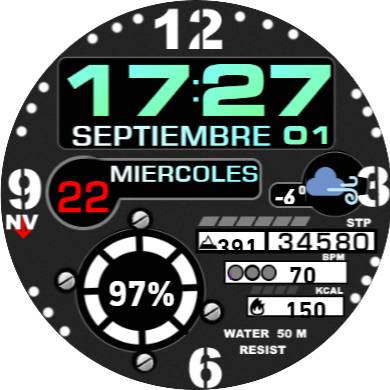 12
17:27
SEPTIEMBRE 01
MIERCOLES
22
9
3
-6°
NV
STP
391
34580
BPM
70
97%
KCAL
150
WATER 50 M
RESIST
6